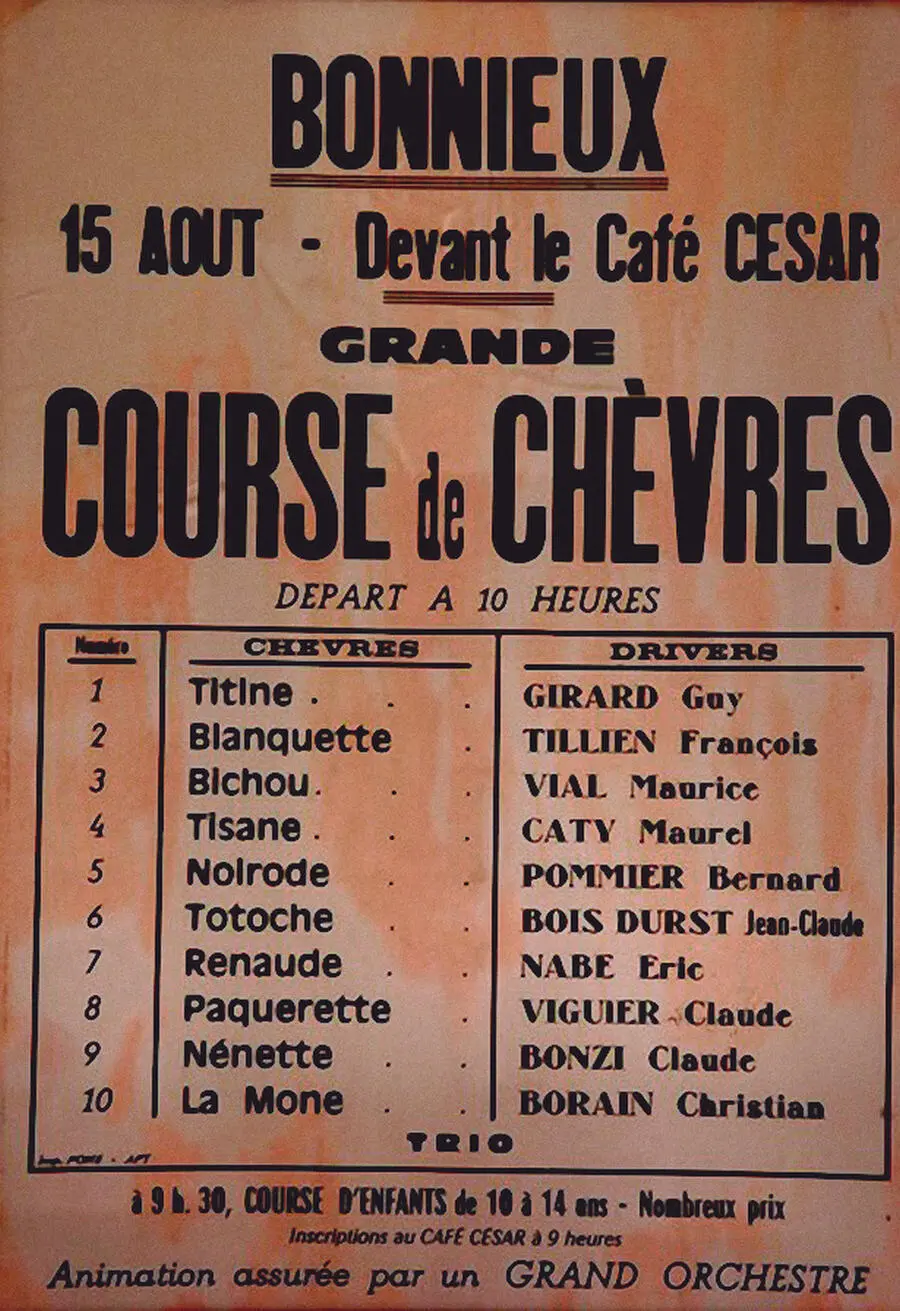 BONNIEUX
15 AOUT - Devant le Café CESAR
GRANDE
COURSE de CHÈVRES
DEPART A 10 HEURES
Numéro CHEVRES DRIVERS
1 Titine . . . GIRARD Guy
2 Blanquette . TILLIEN François
3 Bichou . . . VIAL Maurice
4 Tisane . . . CATY Maurel
5 Noirode . . POMMIER Bernard
6 Totoche . . BOIS DURST Jean-Claude
7 Renaude . . NABE Eric
8 Paquerette . VIGUIER Claude
9 Nénette . . BONZI Claude
10 La Mone . . BORAIN Christian
TRIO
Imp. PONS - APT
à 9 h. 30, COURSE D'ENFANTS de 10 à 14 ans - Nombreux prix
Inscriptions au CAFÉ CÉSAR à 9 heures
Animation assurée par un GRAND ORCHESTRE